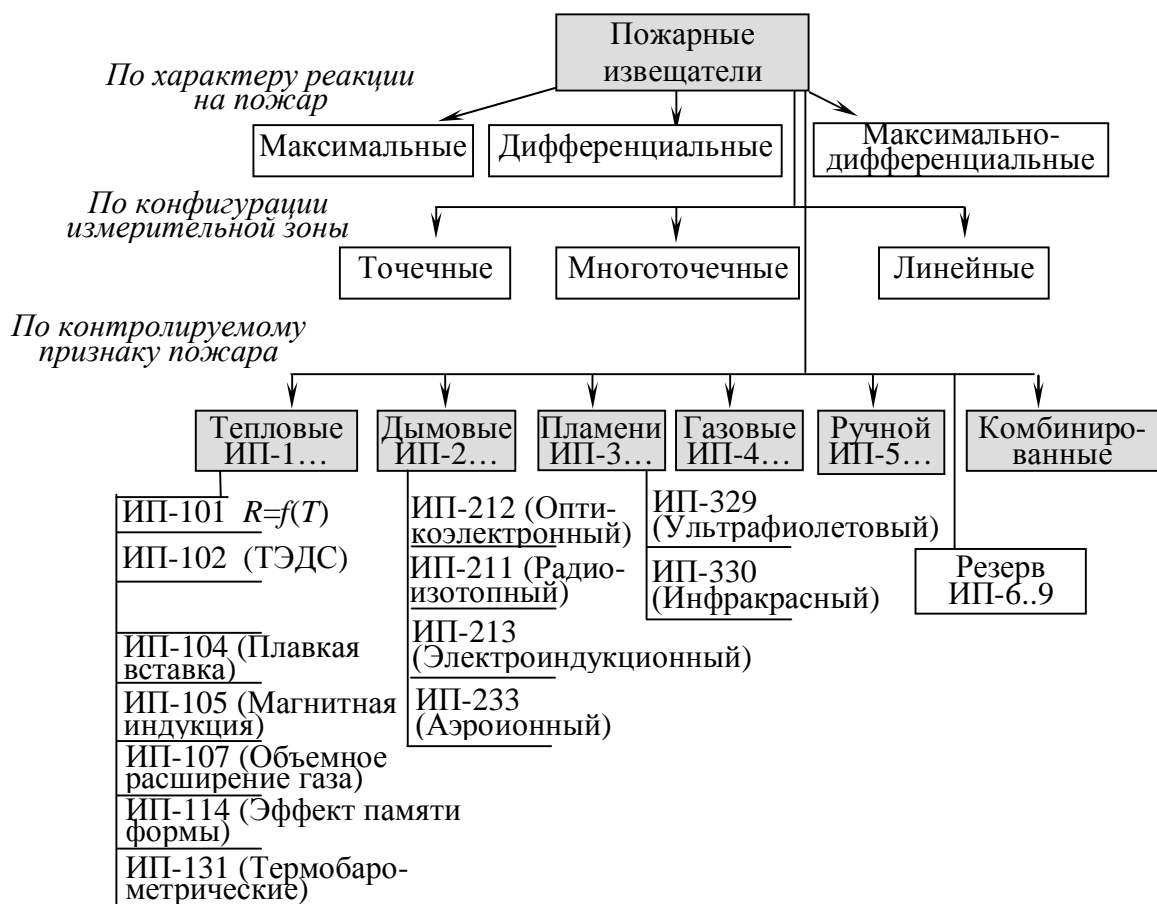 Пожарные
извещатели
По характеру реакции
на пожар
Максимальные
Дифференциальные
Максимально-
дифференциальные
По конфигурации
измерительной зоны
Точечные
Многоточечные
Линейные
По контролируемому
признаку пожара
Тепловые
ИП-1…
Дымовые
ИП-2…
Пламени
ИП-3…
Газовые
ИП-4…
Ручной
ИП-5…
Комбиниро-
ванные
ИП-101 R=f(T)
ИП-102 (ТЭДС)
ИП-104 (Плавкая
вставка)
ИП-105 (Магнитная
индукция)
ИП-107 (Объемное
расширение газа)
ИП-114 (Эффект памяти
формы)
ИП-131 (Термобаро-
метрические)
ИП-212 (Опти-
коэлектронный)
ИП-211 (Радио-
изотопный)
ИП-213
(Электроиндукционный)
ИП-233
(Аэроионный)
ИП-329
(Ультрафиолетовый)
ИП-330
(Инфракрасный)
Резерв
ИП-6..9